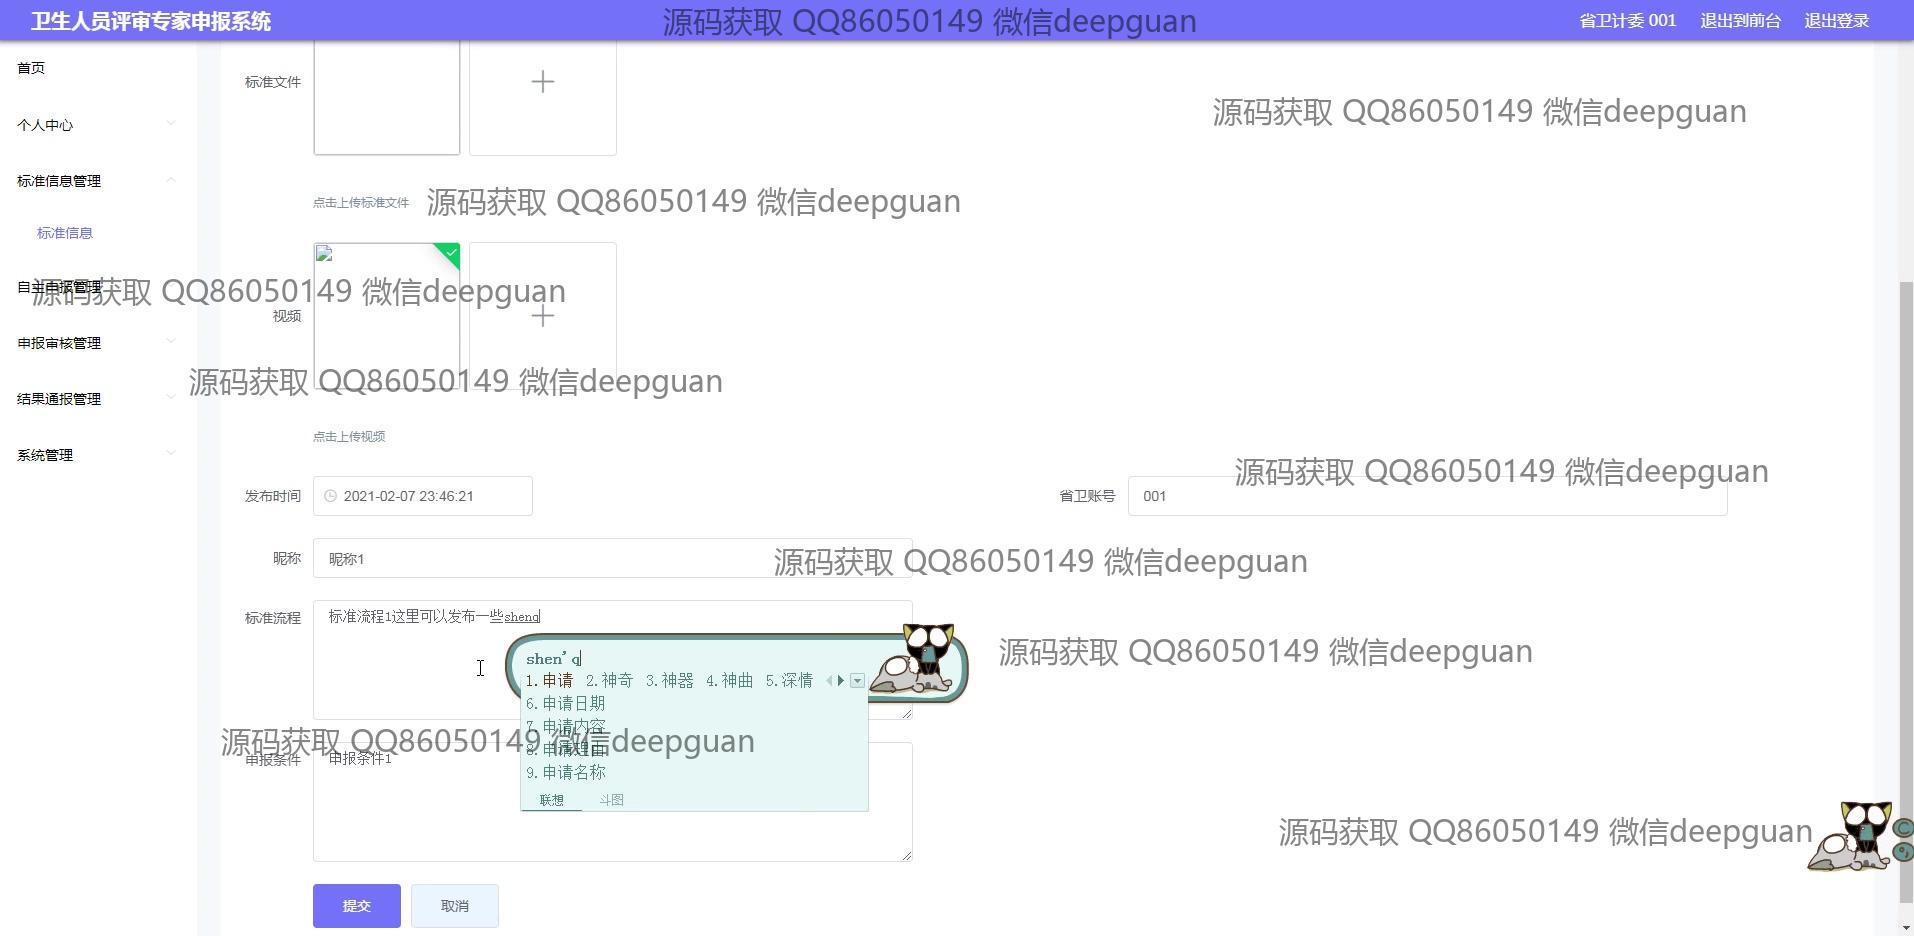 卫生人员评审专家申报系统
源码获取 QQ86050149 微信deepguan
省卫计委 001
退出到前台
退出登录
首页
标准文件
个人中心
源码获取 QQ86050149 微信deepguan
标准信息管理
点击上传标准文件
源码获取 QQ86050149 微信deepguan
标准信息
自主申报管理
源码获取 QQ86050149 微信deepguan
视频
申报审核管理
源码获取 QQ86050149 微信deepguan
结果通报管理
点击上传视频
系统管理
源码获取 QQ86050149 微信deepguan
发布时间
2021-02-07 23:46:21
省卫账号
001
昵称
昵称1
源码获取 QQ86050149 微信deepguan
标准流程
标准流程1这里可以发布一些shenq
源码获取 QQ86050149 微信deepguan
shen'q
1.申请 2.神奇 3.神器 4.神曲 5.深情
6.申请日期
7.申请内容
8.申请理由
9.申请名称
联想
斗图
源码获取 QQ86050149 微信deepguan
申报条件
申报条件1
源码获取 QQ86050149 微信deepguan
提交
取消